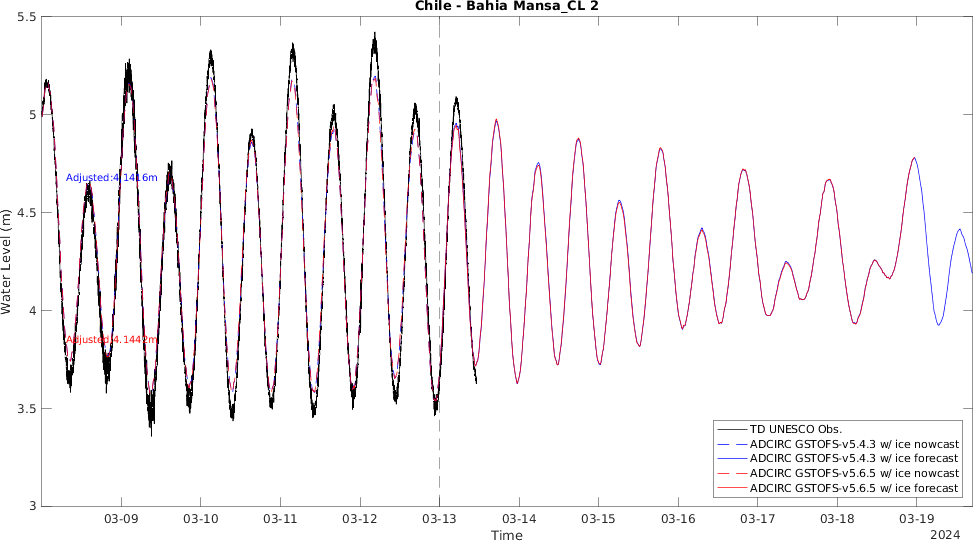 Chile - Bahia Mansa_CL 2
5.5
5
4.5
4
3.5
3
Water Level (m)
Adjusted:4.1416m
Adjusted:4.1442m
TD UNESCO Obs.
ADCIRC GSTOFS-v5.4.3 w/ ice nowcast
ADCIRC GSTOFS-v5.4.3 w/ ice forecast
ADCIRC GSTOFS-v5.6.5 w/ ice nowcast
ADCIRC GSTOFS-v5.6.5 w/ ice forecast
03-09 03-10 03-11 03-12 03-13 03-14 03-15 03-16 03-17 03-18 03-19
Time
2024